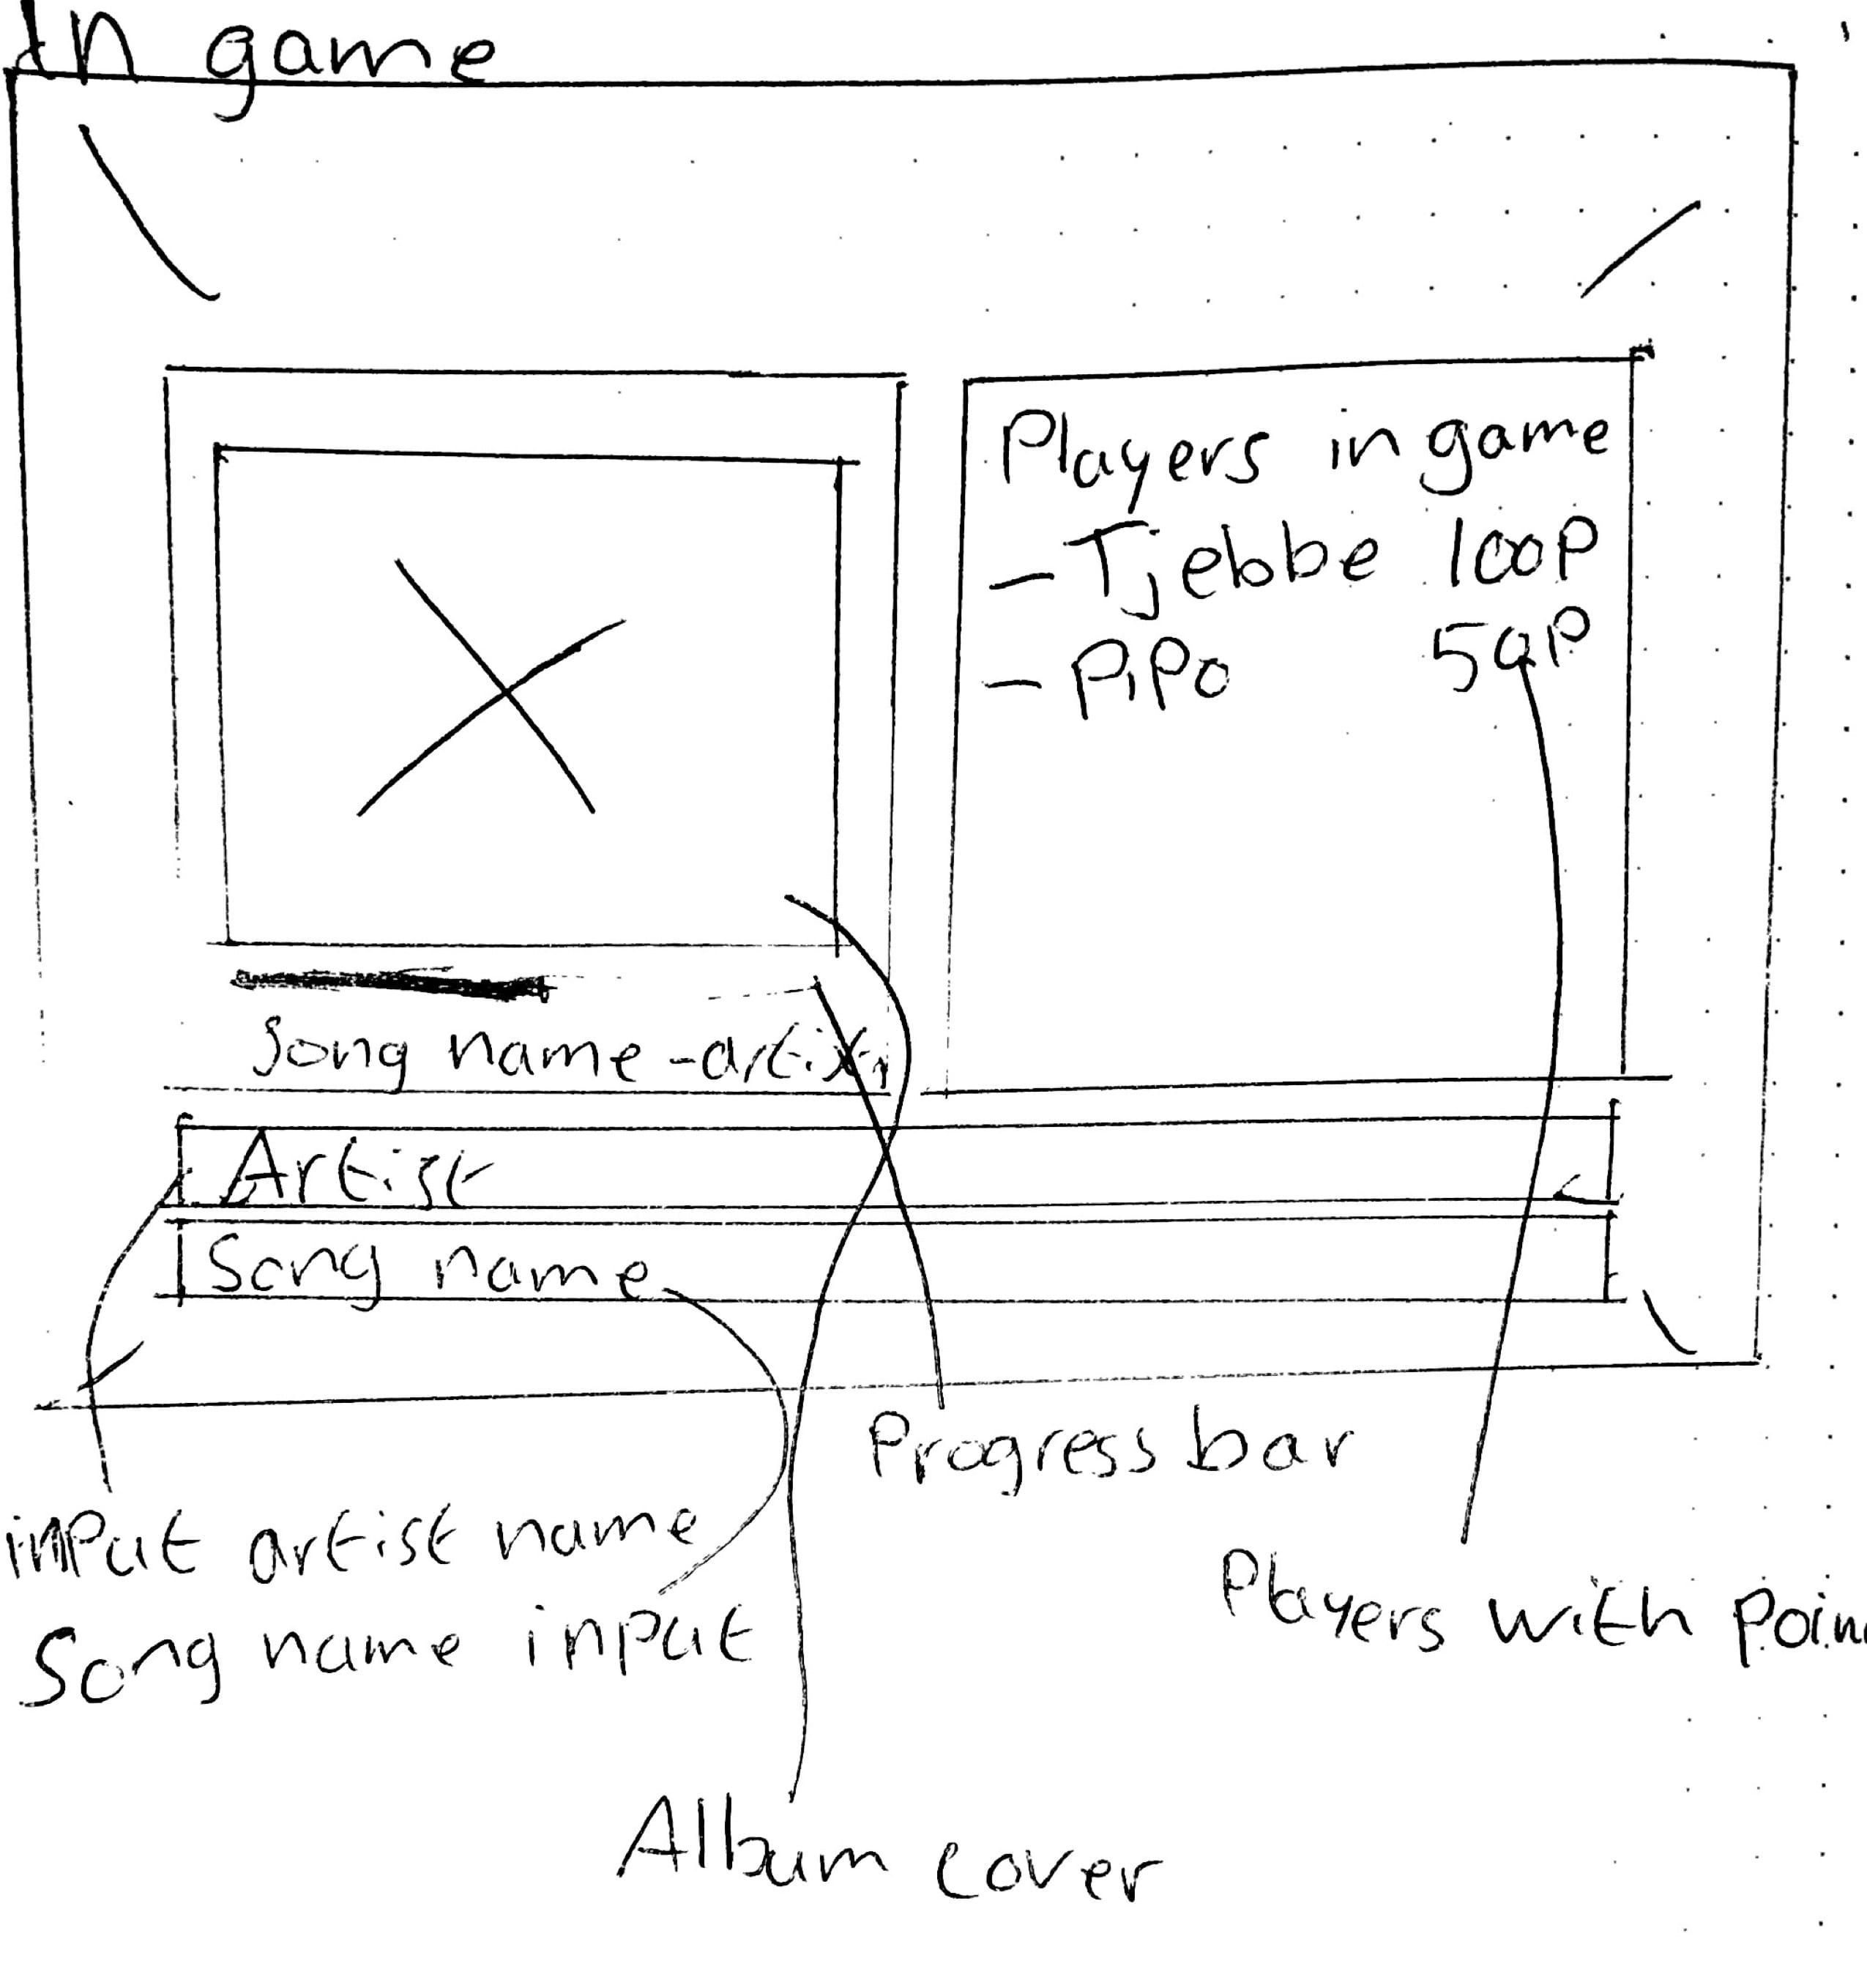 In game
Players in game
- Tjebbe 100P
- PiPo 50P
Song name - artist
Artist
Song name
Progress bar
input artist name
Song name input
Players with Poin
Album cover